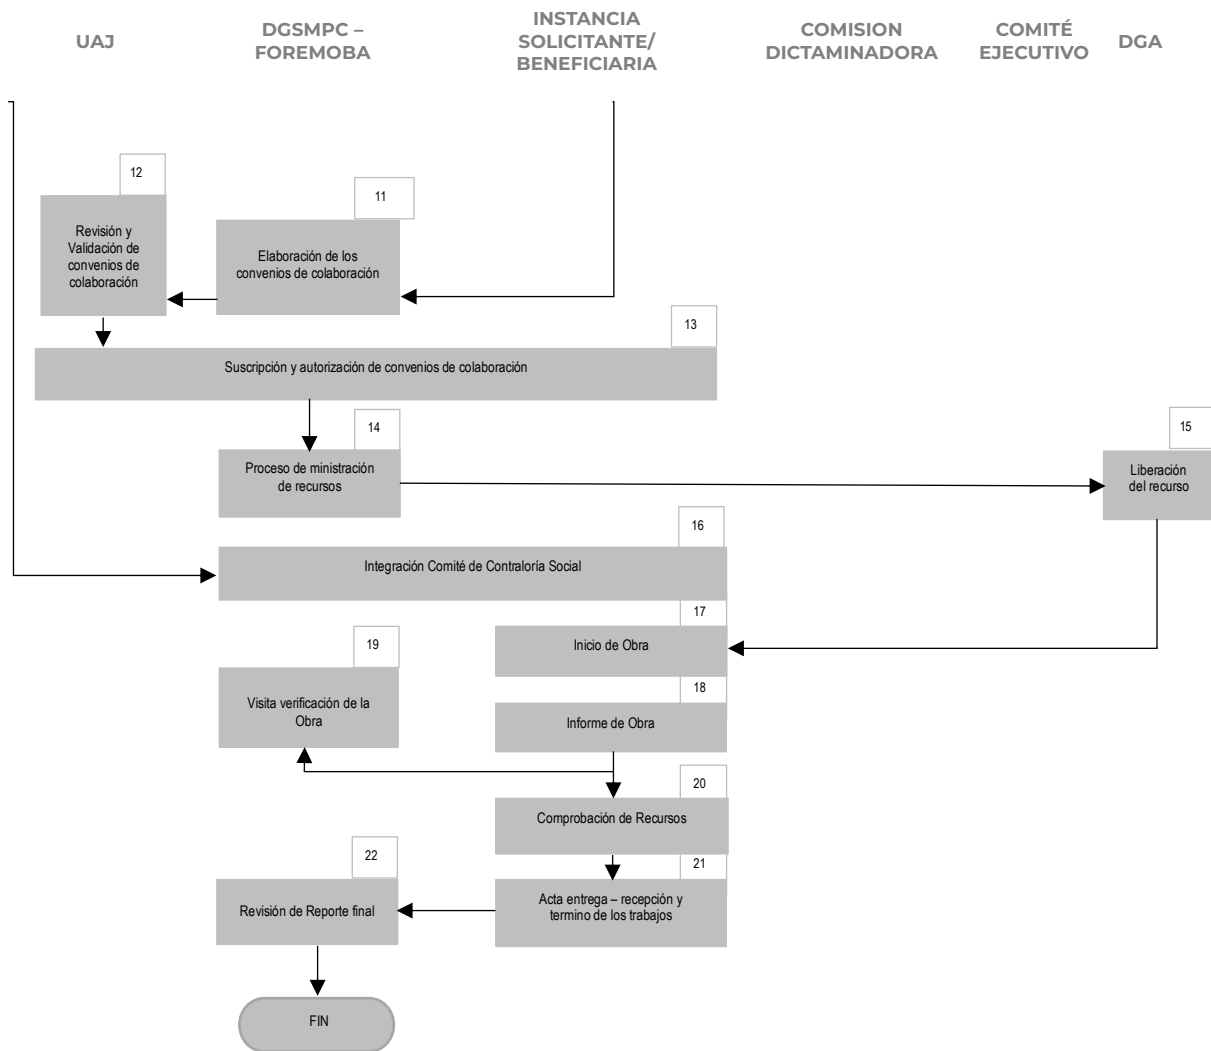 UAJ
DGSMPC –
FOREMOBA
INSTANCIA
SOLICITANTE/
BENEFICIARIA
COMISION
DICTAMINADORA
COMITÉ
EJECUTIVO
DGA
12
Revisión y
Validación de
convenios de
colaboración
11
Elaboración de los
convenios de colaboración
13
Suscripción y autorización de convenios de colaboración
14
Proceso de ministración
de recursos
15
Liberación
del recurso
16
Integración Comité de Contraloría Social
17
Inicio de Obra
18
Informe de Obra
19
Visita verificación de la
Obra
20
Comprobación de Recursos
21
Acta entrega – recepción y
termino de los trabajos
22
Revisión de Reporte final
FIN